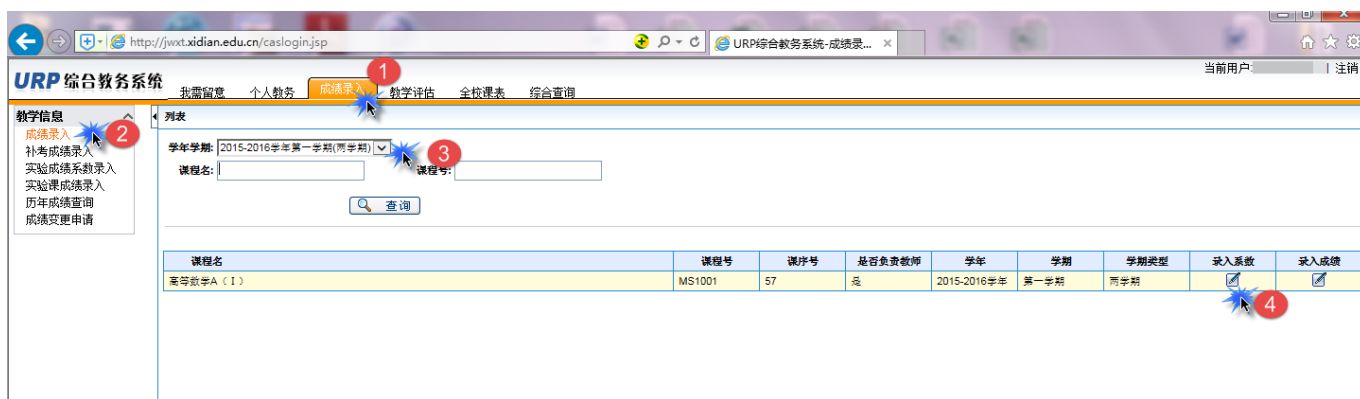 http://jwxt.xidian.edu.cn/caslogin.jsp
URP综合教务系统-成绩录...
当前用户: | 注销
URP 综合教务系统
我需留意 个人教务 成绩录入 教学评估 全校课表 综合查询
1
教学信息
成绩录入
2
补考成绩录入
实验成绩系数录入
实验课成绩录入
历年成绩查询
成绩变更申请
列表
学年学期: 2015-2016学年第一学期(两学期)
3
课程名: 课程号:
查询
课程名 课程号 课序号 是否负责教师 学年 学期 学期类型 录入系数 录入成绩
高等数学A（I） MS1001 57 是 2015-2016学年 第一学期 两学期
4